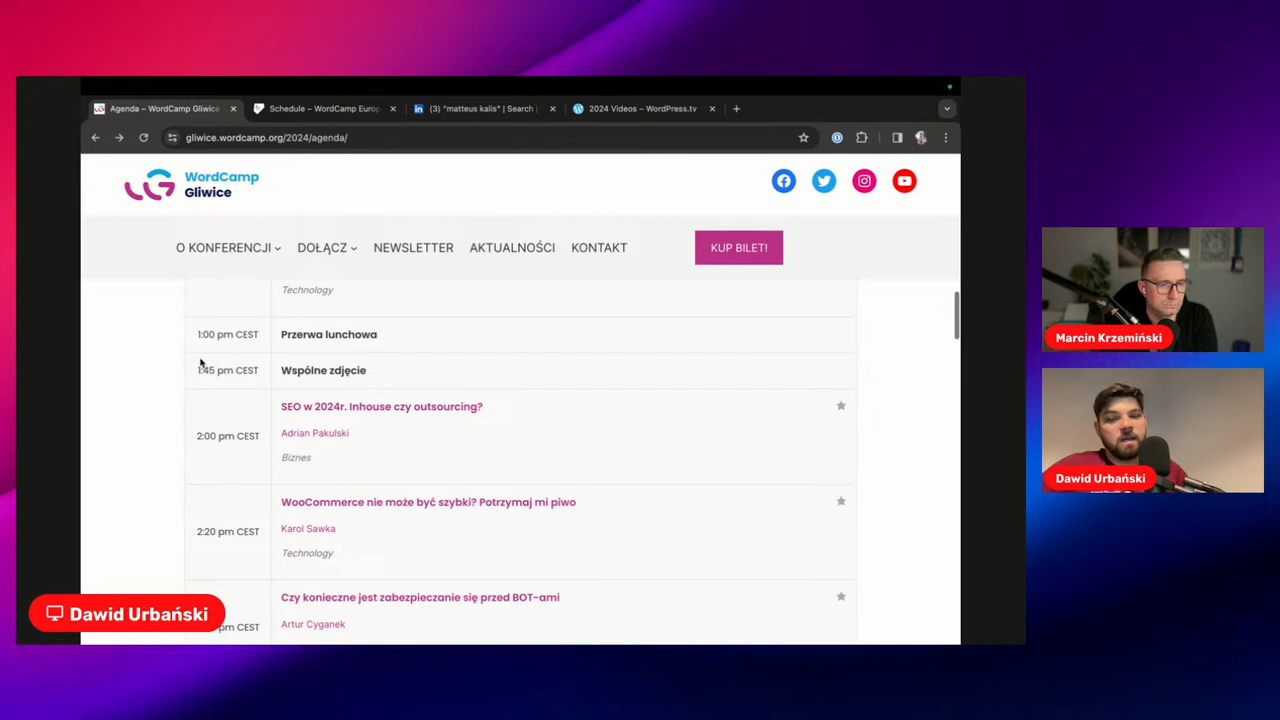 Agenda – WordCamp Gliwice
Schedule – WordCamp Europ
(3) "matteus kalis" | Search |
2024 Videos – WordPress.tv
gliwice.wordcamp.org/2024/agenda/
WordCamp
Gliwice
O KONFERENCJI
DOŁĄCZ
NEWSLETTER
AKTUALNOŚCI
KONTAKT
KUP BILET!
Technology
1:00 pm CEST
Przerwa lunchowa
1:45 pm CEST
Wspólne zdjęcie
2:00 pm CEST
SEO w 2024r. Inhouse czy outsourcing?
Adrian Pakulski
Biznes
2:20 pm CEST
WooCommerce nie może być szybki? Potrzymaj mi piwo
Karol Sawka
Technology
pm CEST
Czy konieczne jest zabezpieczanie się przed BOT-ami
Artur Cyganek
Dawid Urbański
Marcin Krzemiński
Dawid Urbański